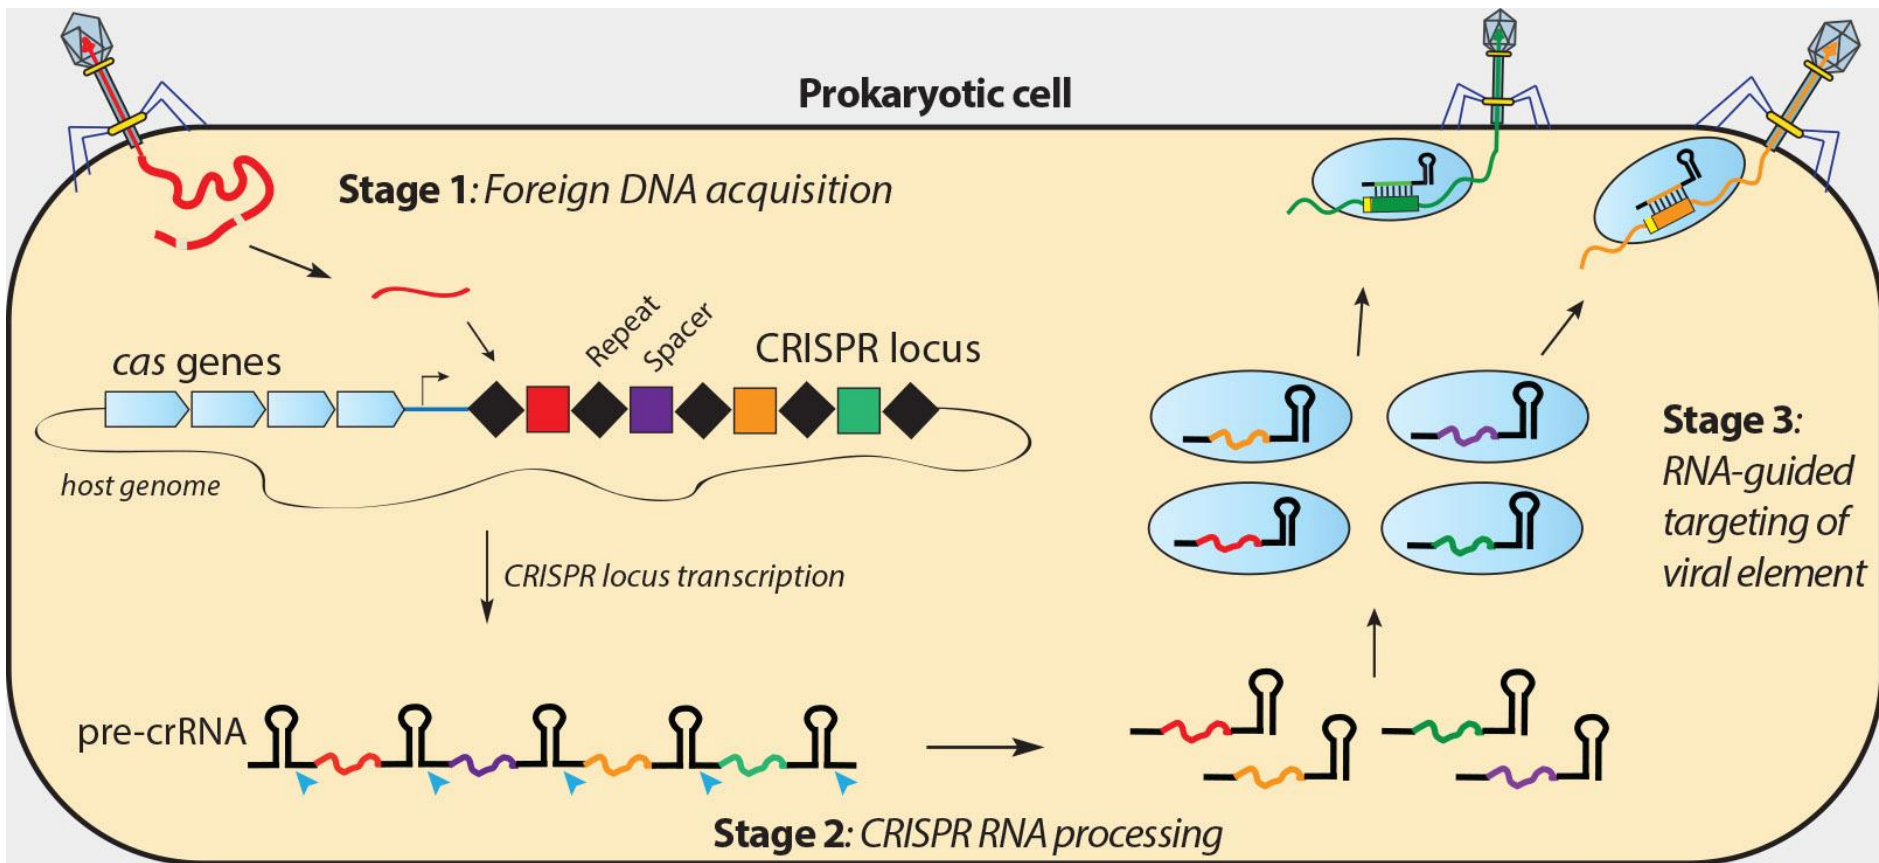 Prokaryotic cell
Stage 1: Foreign DNA acquisition
cas genes
Repeat
Spacer
CRISPR locus
host genome
CRISPR locus transcription
pre-crRNA
Stage 2: CRISPR RNA processing
Stage 3:
RNA-guided
targeting of
viral element